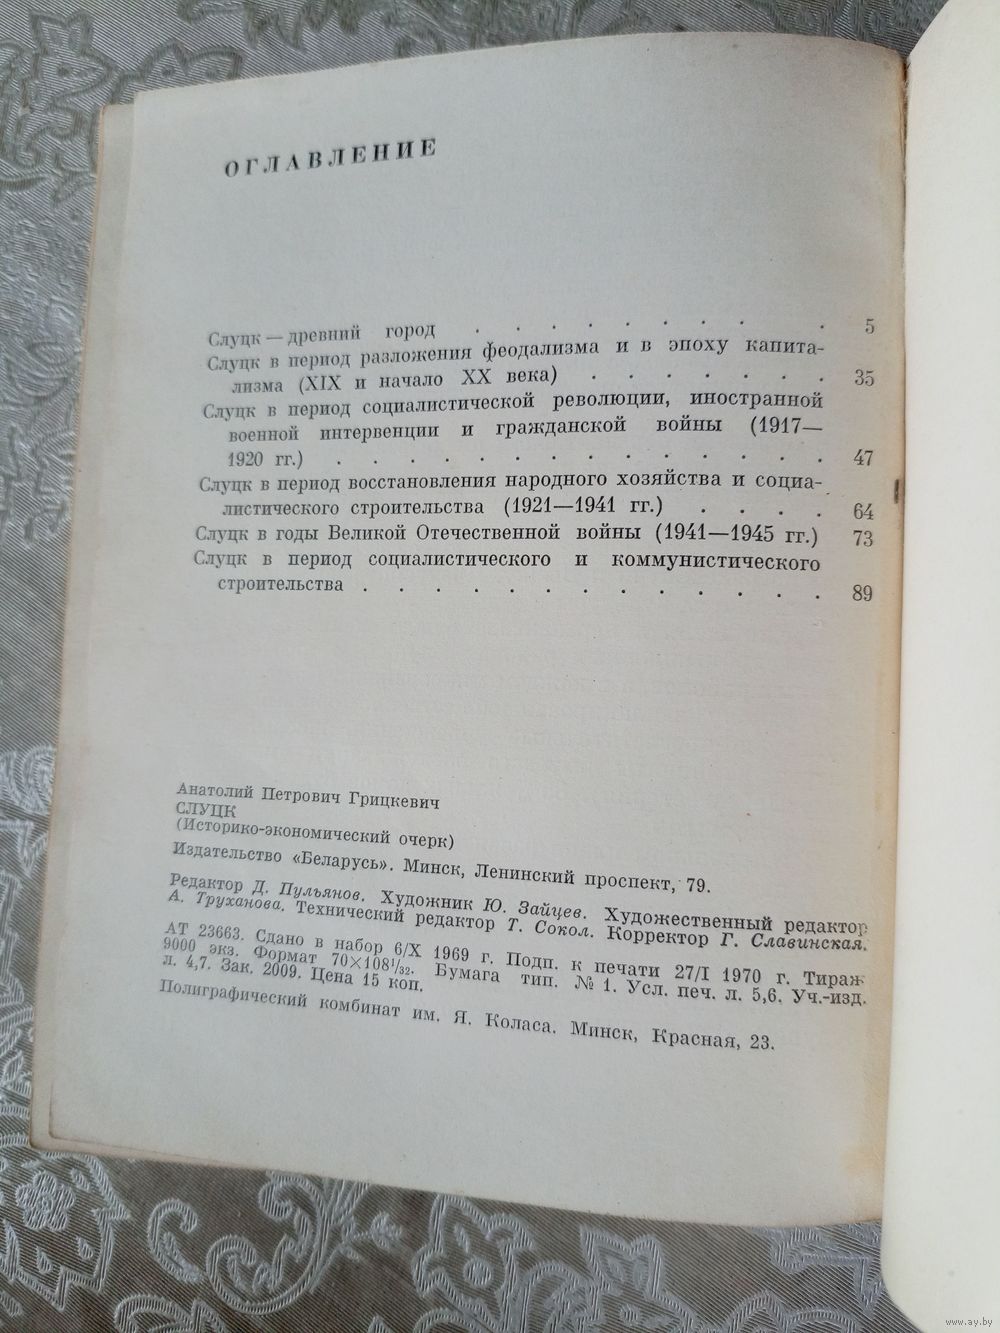 ОГЛАВЛЕНИЕ
Слуцк — древний город . . . . . . . . . 5
Слуцк в период разложения феодализма и в эпоху капита-
лизма (XIX и начало XX века) . . . . . . . 35
Слуцк в период социалистической революции, иностранной
военной интервенции и гражданской войны (1917—
1920 гг.) . . . . . . . . . . . . . . 47
Слуцк в период восстановления народного хозяйства и социа-
листического строительства (1921—1941 гг.) . . . . 64
Слуцк в годы Великой Отечественной войны (1941—1945 гг.) 73
Слуцк в период социалистического и коммунистического
строительства . . . . . . . . . . . . . 89
Анатолий Петрович Грицкевич
СЛУЦК
(Историко-экономический очерк)
Издательство «Беларусь». Минск, Ленинский проспект, 79.
Редактор Д. Пульянов. Художник Ю. Зайцев. Художественный редактор
А. Труханова. Технический редактор Т. Сокол. Корректор Г. Славинская.
АТ 23663. Сдано в набор 6/X 1969 г. Подп. к печати 27/I 1970 г. Тираж
9000 экз. Формат 70×108¹/₃₂. Бумага тип. № 1. Усл. печ. л. 5,6. Уч.-изд.
л. 4,7. Зак. 2009. Цена 15 коп.
Полиграфический комбинат им. Я. Коласа. Минск, Красная, 23.
www.ay.by